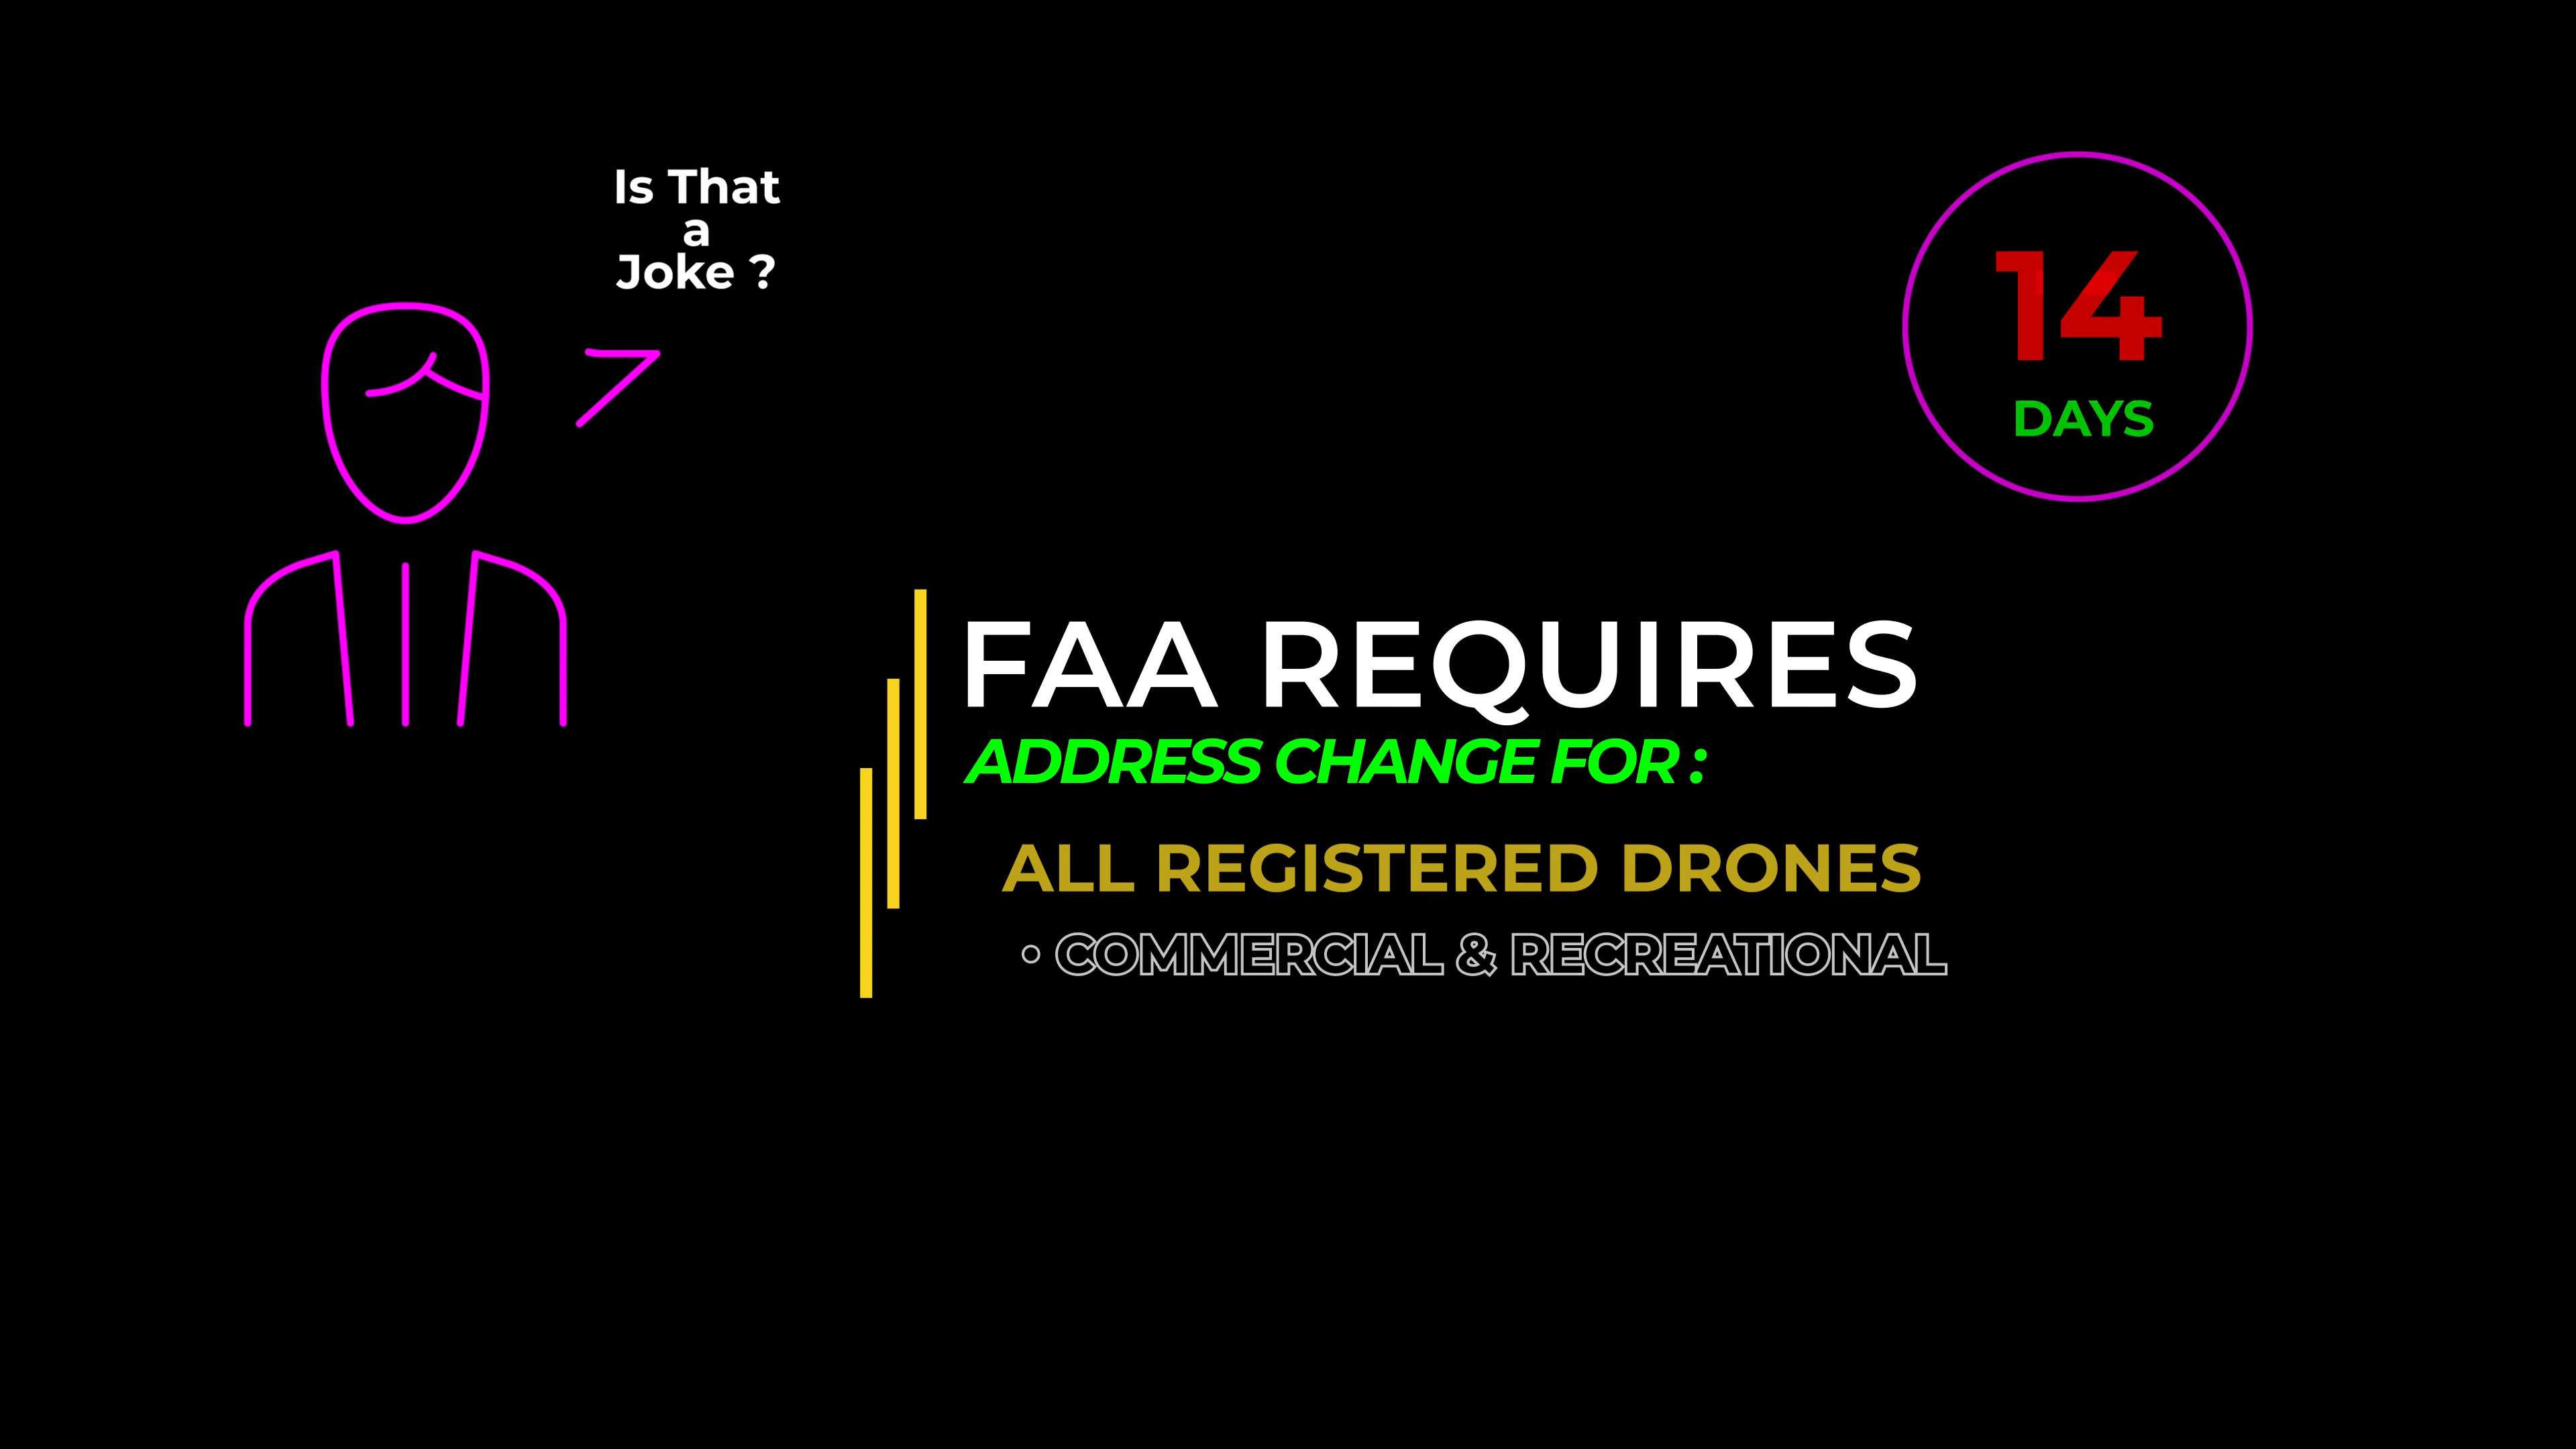 Is That
a
Joke ?
14
DAYS
FAA REQUIRES
ADDRESS CHANGE FOR :
ALL REGISTERED DRONES
• COMMERCIAL & RECREATIONAL